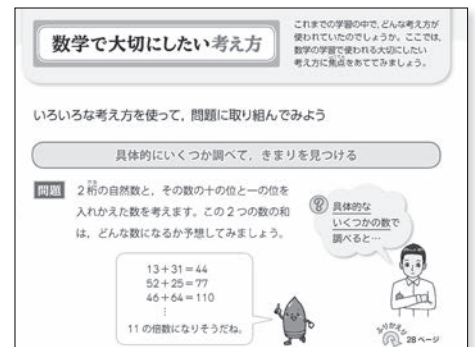 数学で大切にしたい考え方
これまでの学習の中で、どんな考え方が
使われていたのでしょうか。ここでは、
数学の学習で使われる大切にしたい
考え方に焦点をあててみましょう。
いろいろな考え方を使って，問題に取り組んでみよう
具体的にいくつか調べて，きまりを見つける
問題 2桁の自然数と，その数の十の位と一の位を
入れかえた数を考えます。この2つの数の和
は，どんな数になるか予想してみましょう。
? 具体的な
いくつかの数で
調べると…
13+31=44
52+25=77
46+64=110
⋮
11の倍数になりそうだね。
ふりかえり
28ページ